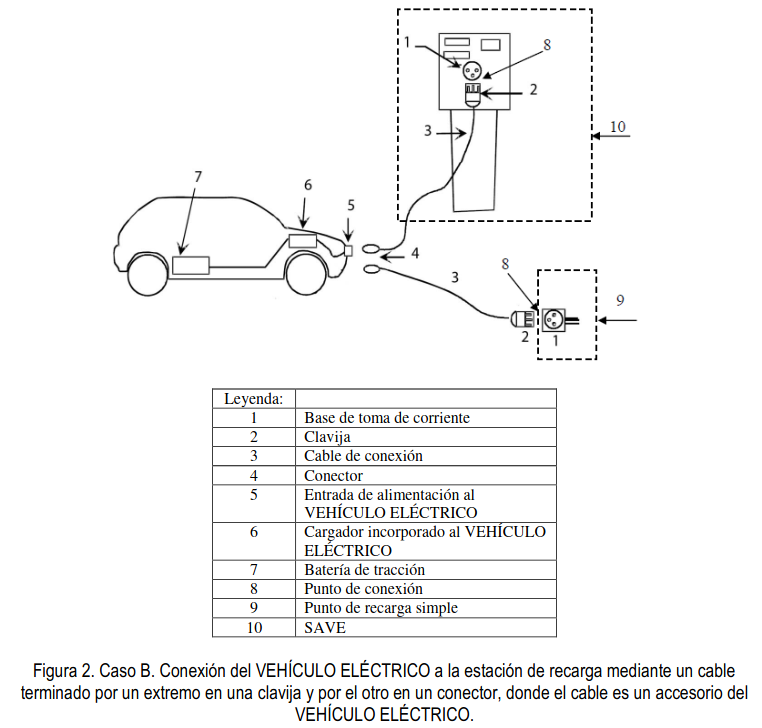 1
8
2
3
10
7
6
5
4
3
8
9
2
1
Leyenda:
1 Base de toma de corriente
2 Clavija
3 Cable de conexión
4 Conector
5 Entrada de alimentación al
VEHÍCULO ELÉCTRICO
6 Cargador incorporado al VEHÍCULO
ELÉCTRICO
7 Batería de tracción
8 Punto de conexión
9 Punto de recarga simple
10 SAVE
Figura 2. Caso B. Conexión del VEHÍCULO ELÉCTRICO a la estación de recarga mediante un cable
terminado por un extremo en una clavija y por el otro en un conector, donde el cable es un accesorio del
VEHÍCULO ELÉCTRICO.